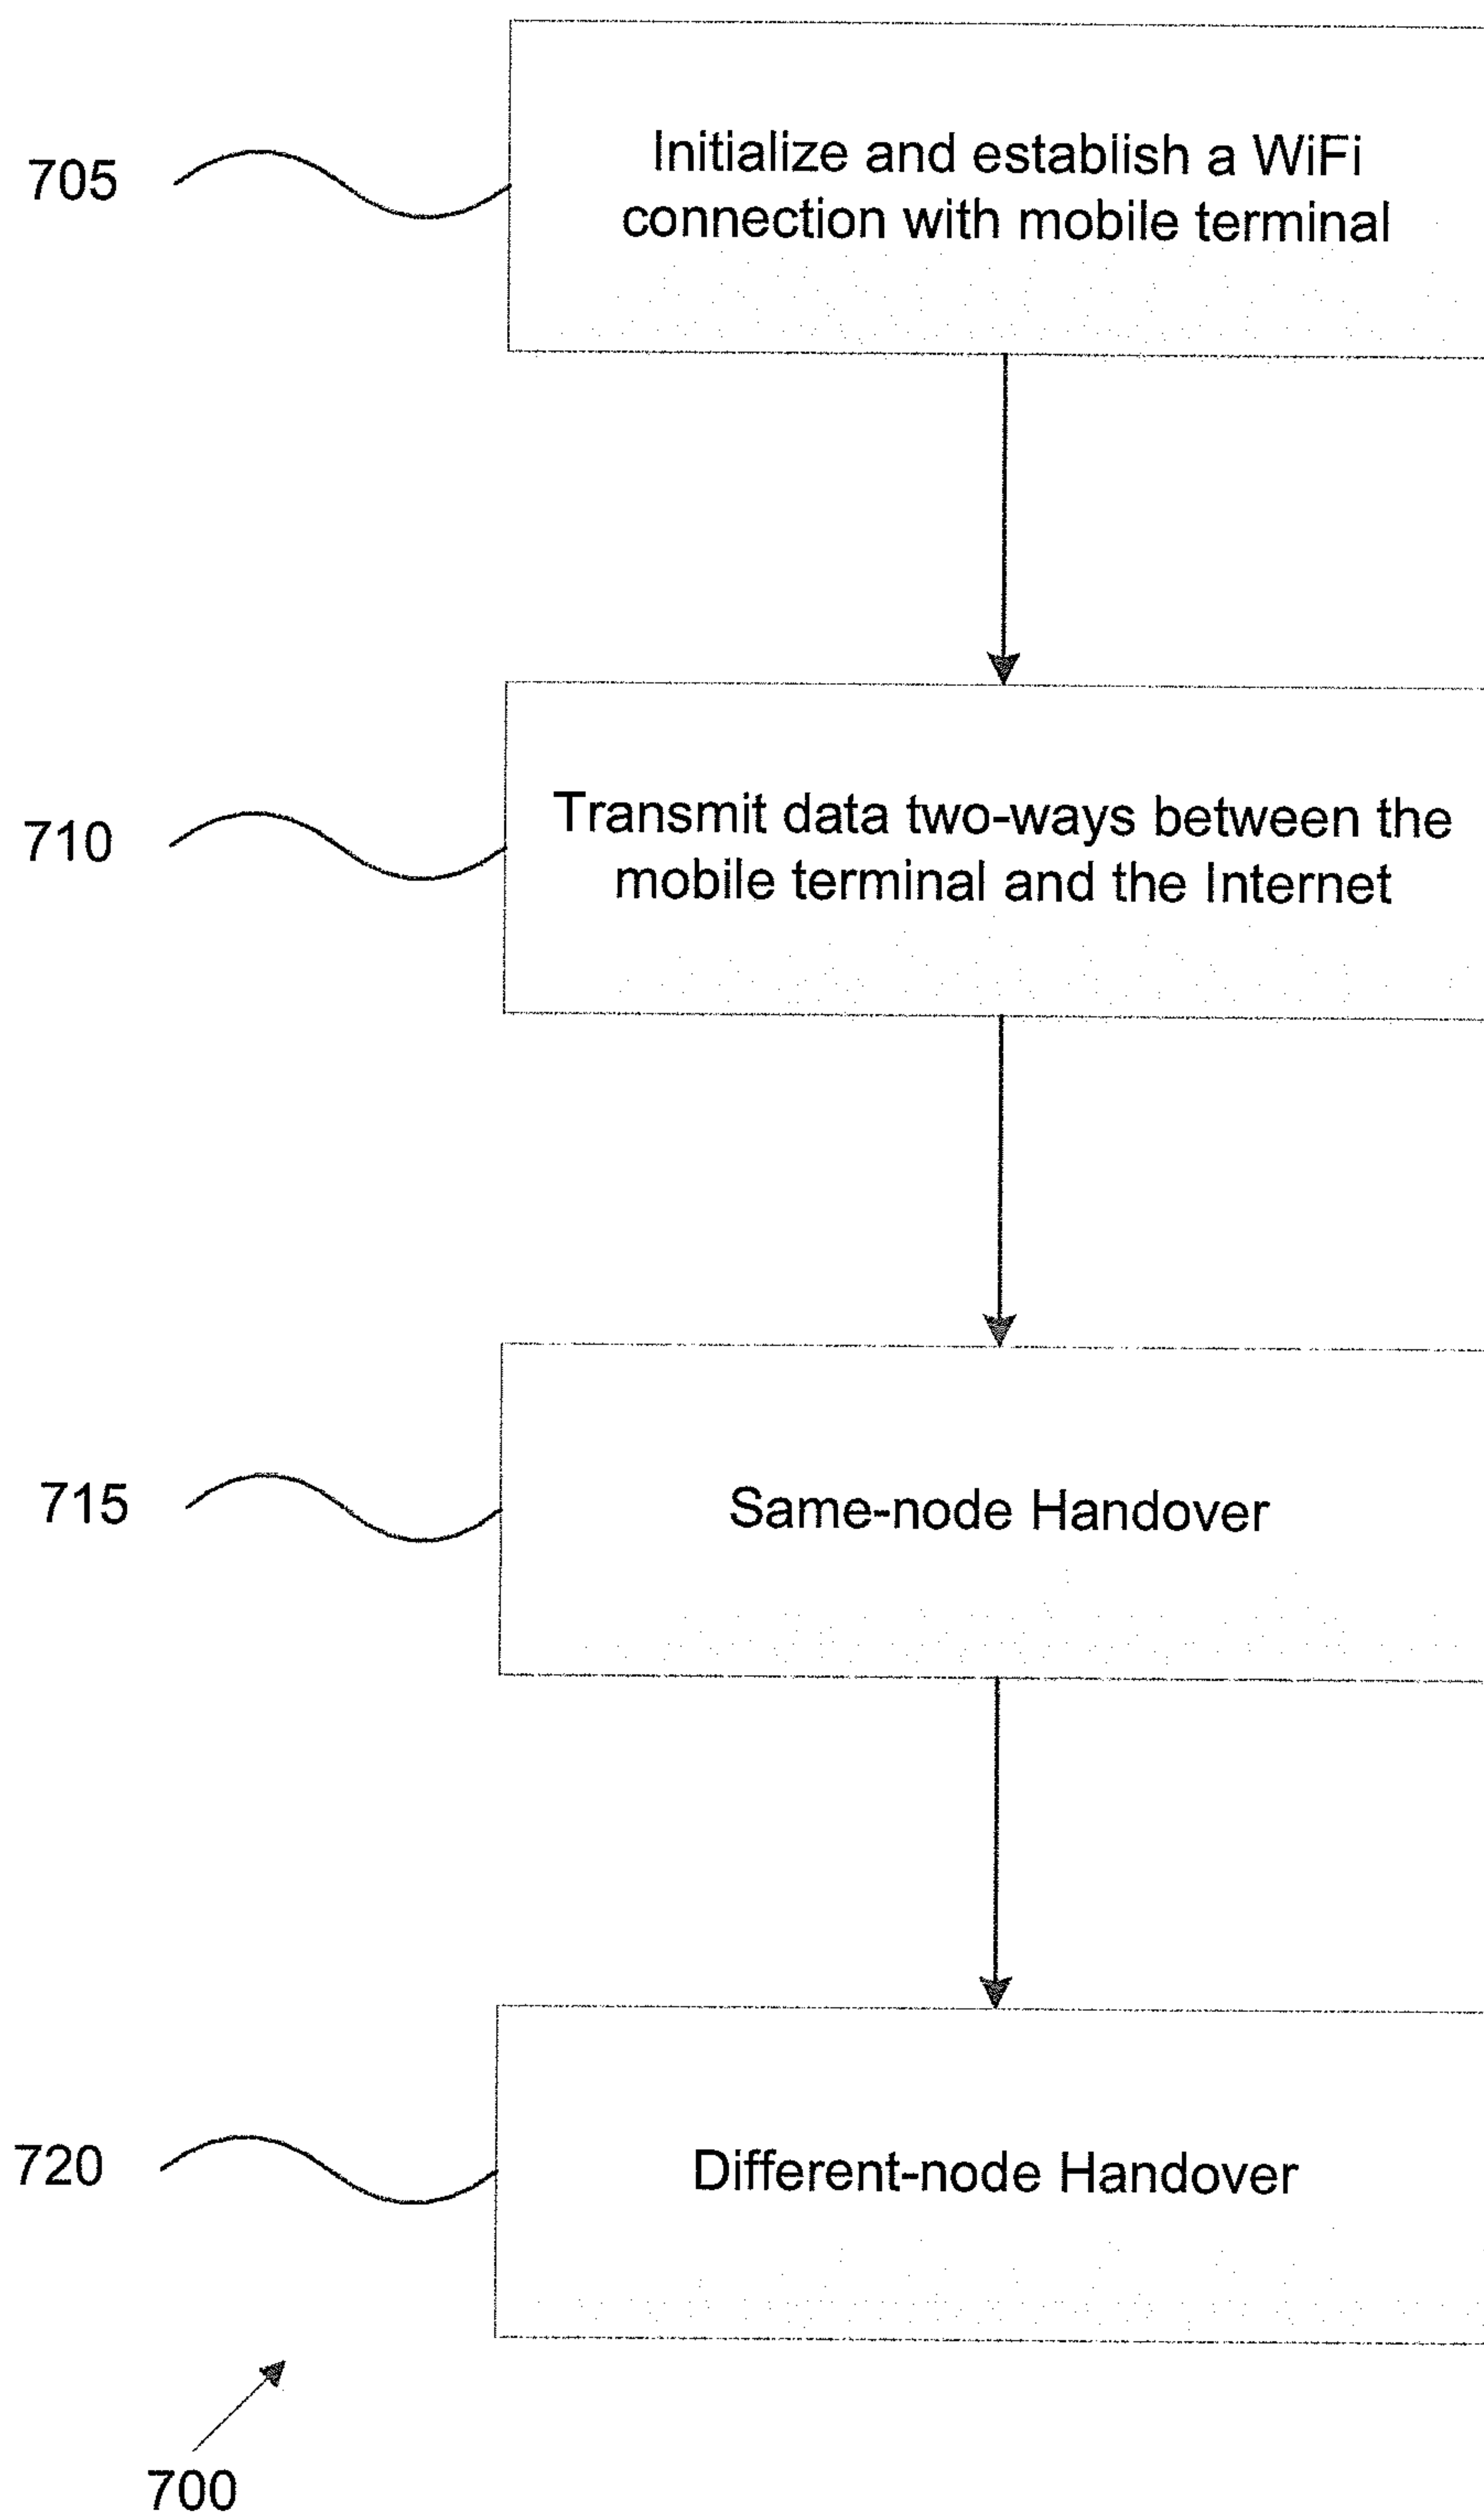 705
Initialize and establish a WiFi
connection with mobile terminal
710
Transmit data two-ways between the
mobile terminal and the Internet
715
Same-node Handover
720
Different-node Handover
700